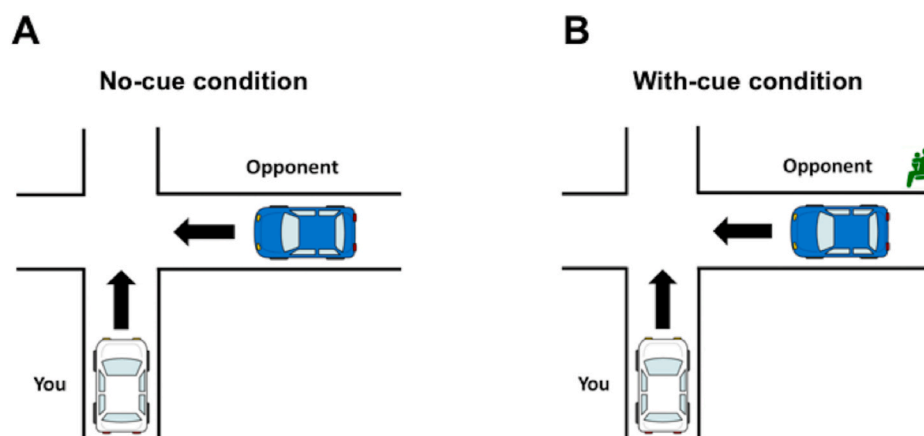 A
B
No-cue condition
With-cue condition
Opponent
Opponent
You
You